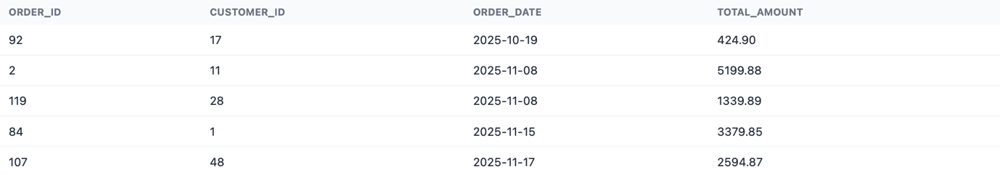 ORDER_ID CUSTOMER_ID ORDER_DATE TOTAL_AMOUNT
92 17 2025-10-19 424.90
2 11 2025-11-08 5199.88
119 28 2025-11-08 1339.89
84 1 2025-11-15 3379.85
107 48 2025-11-17 2594.87